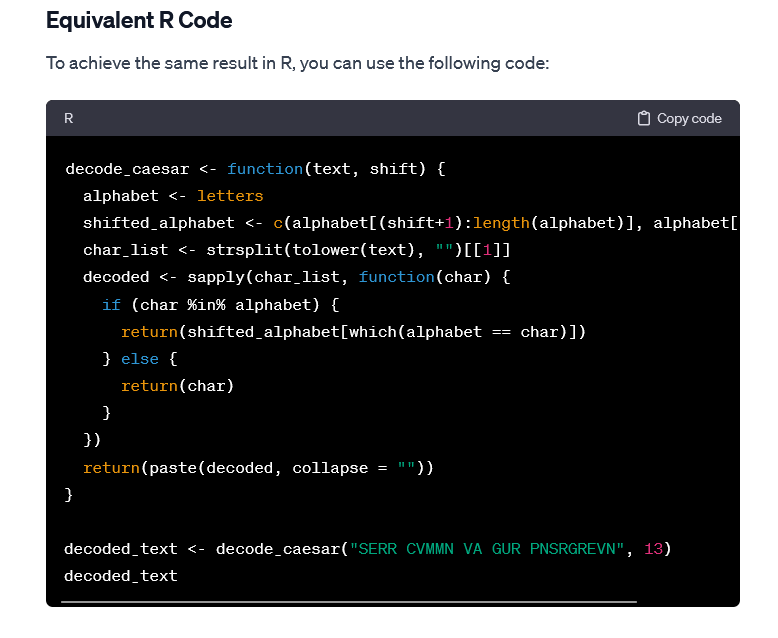 Equivalent R Code
To achieve the same result in R, you can use the following code:
R
Copy code
decode_caesar <- function(text, shift) {
  alphabet <- letters
  shifted_alphabet <- c(alphabet[(shift+1):length(alphabet)], alphabet[
  char_list <- strsplit(tolower(text), "")[[1]]
  decoded <- sapply(char_list, function(char) {
    if (char %in% alphabet) {
      return(shifted_alphabet[which(alphabet == char)])
    } else {
      return(char)
    }
  })
  return(paste(decoded, collapse = ""))
}
decoded_text <- decode_caesar("SERR CVMMN VA GUR PNSRGREVN", 13)
decoded_text